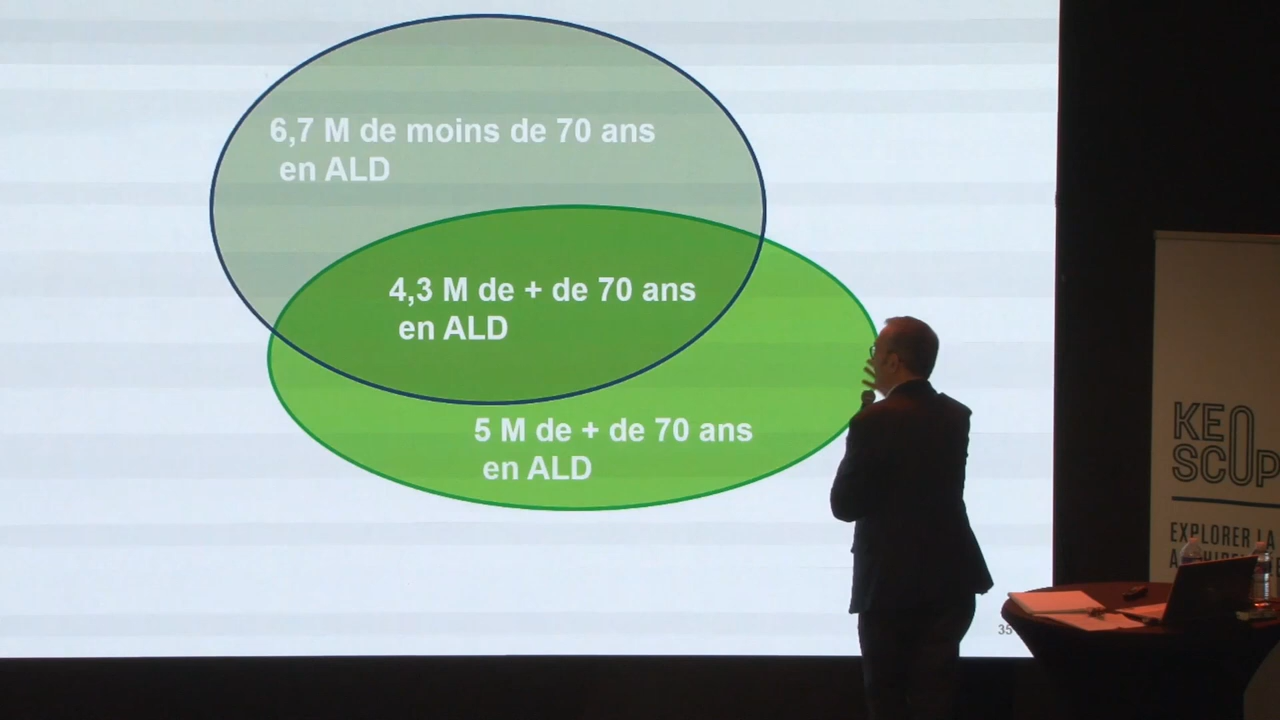 6,7 M de moins de 70 ans
en ALD
4,3 M de + de 70 ans
en ALD
5 M de + de 70 ans
en ALD
35
KEO
SCOP
EXPLORER LA